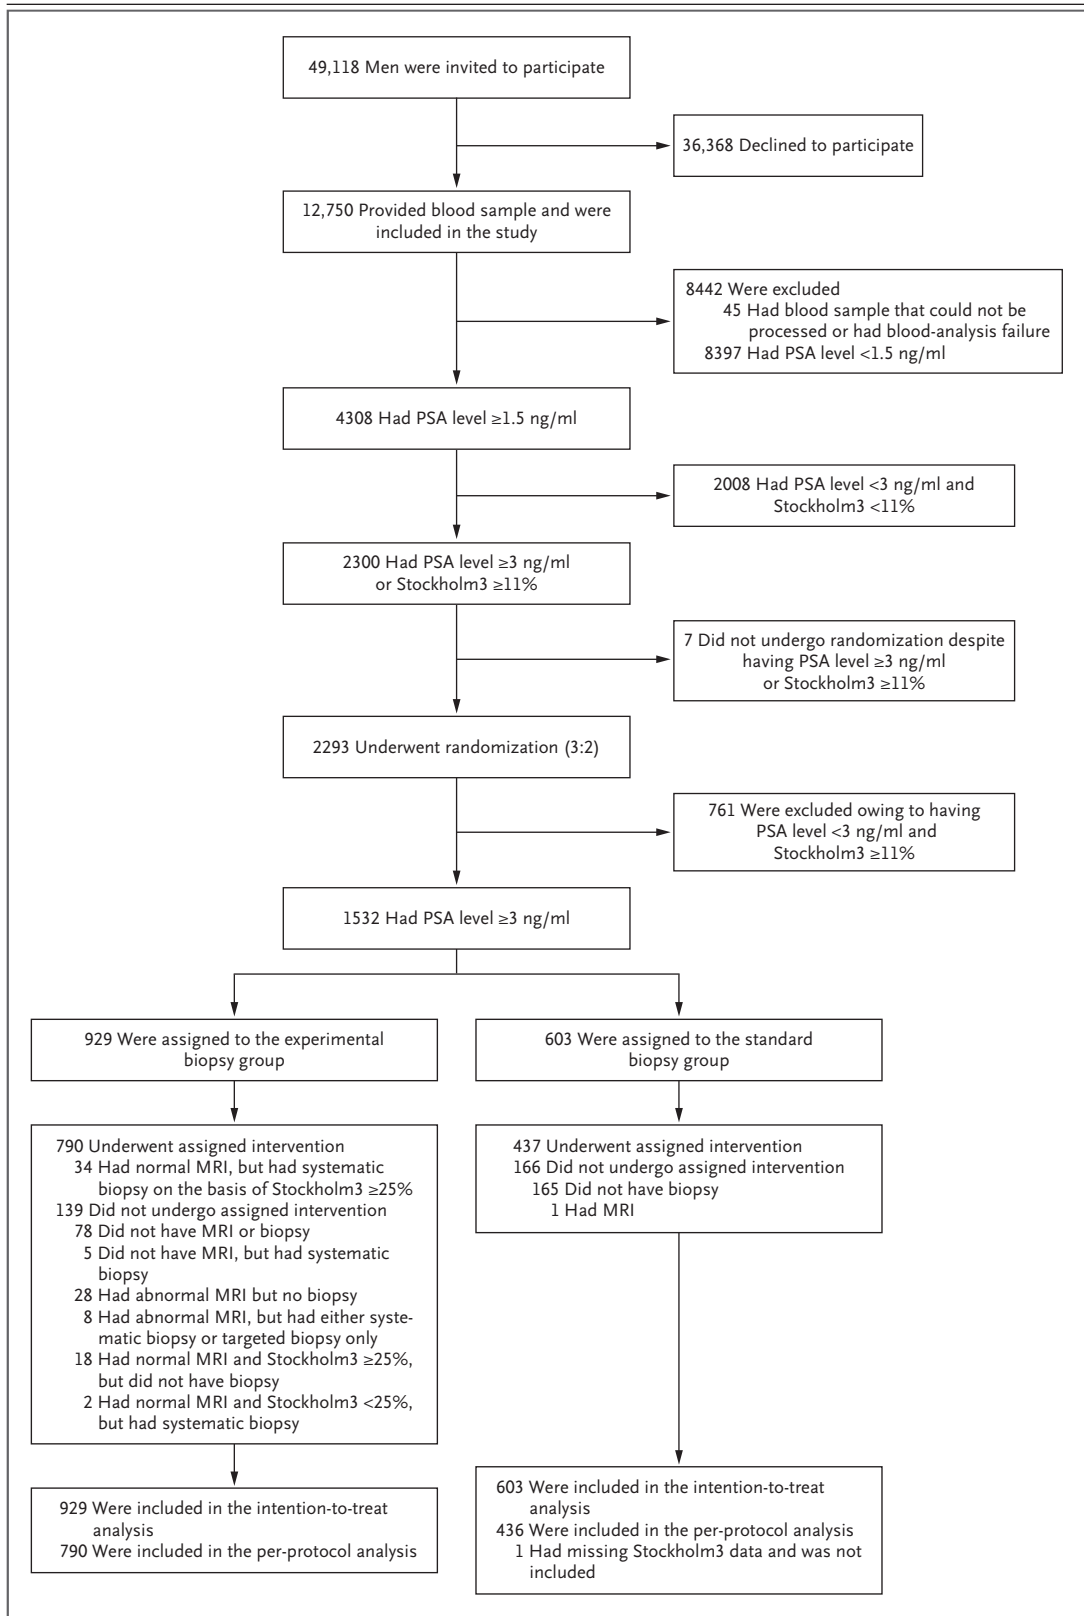 49,118 Men were invited to participate
36,368 Declined to participate
12,750 Provided blood sample and were
included in the study
8442 Were excluded
45 Had blood sample that could not be
processed or had blood-analysis failure
8397 Had PSA level <1.5 ng/ml
4308 Had PSA level ≥1.5 ng/ml
2008 Had PSA level <3 ng/ml and
Stockholm3 <11%
2300 Had PSA level ≥3 ng/ml
or Stockholm3 ≥11%
7 Did not undergo randomization despite
having PSA level ≥3 ng/ml
or Stockholm3 ≥11%
2293 Underwent randomization (3:2)
761 Were excluded owing to having
PSA level <3 ng/ml and
Stockholm3 ≥11%
1532 Had PSA level ≥3 ng/ml
929 Were assigned to the experimental
biopsy group
603 Were assigned to the standard
biopsy group
790 Underwent assigned intervention
34 Had normal MRI, but had systematic
biopsy on the basis of Stockholm3 ≥25%
139 Did not undergo assigned intervention
78 Did not have MRI or biopsy
5 Did not have MRI, but had systematic
biopsy
28 Had abnormal MRI but no biopsy
8 Had abnormal MRI, but had either syste-
matic biopsy or targeted biopsy only
18 Had normal MRI and Stockholm3 ≥25%,
but did not have biopsy
2 Had normal MRI and Stockholm3 <25%,
but had systematic biopsy
437 Underwent assigned intervention
166 Did not undergo assigned intervention
165 Did not have biopsy
1 Had MRI
929 Were included in the intention-to-treat
analysis
790 Were included in the per-protocol analysis
603 Were included in the intention-to-treat
analysis
436 Were included in the per-protocol analysis
1 Had missing Stockholm3 data and was not
included